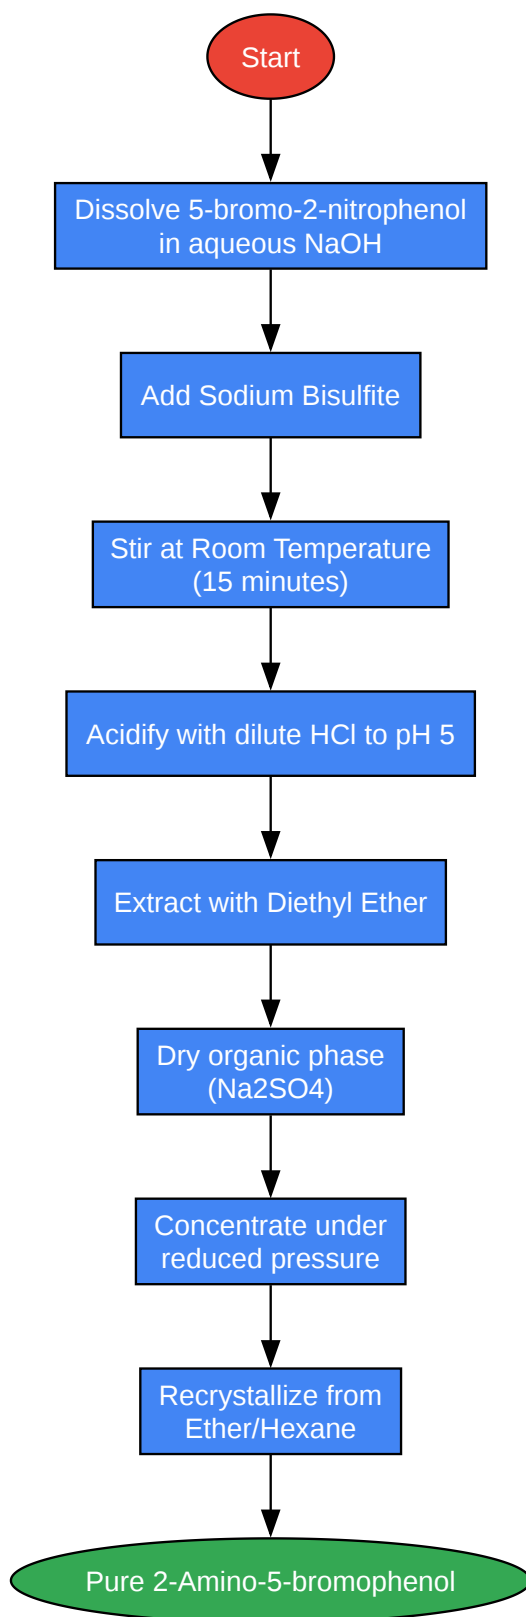 Start
Dissolve 5-bromo-2-nitrophenol
in aqueous NaOH
Add Sodium Bisulfite
Stir at Room Temperature
(15 minutes)
Acidify with dilute HCl to pH 5
Extract with Diethyl Ether
Dry organic phase
(Na2SO4)
Concentrate under
reduced pressure
Recrystallize from
Ether/Hexane
Pure 2-Amino-5-bromophenol